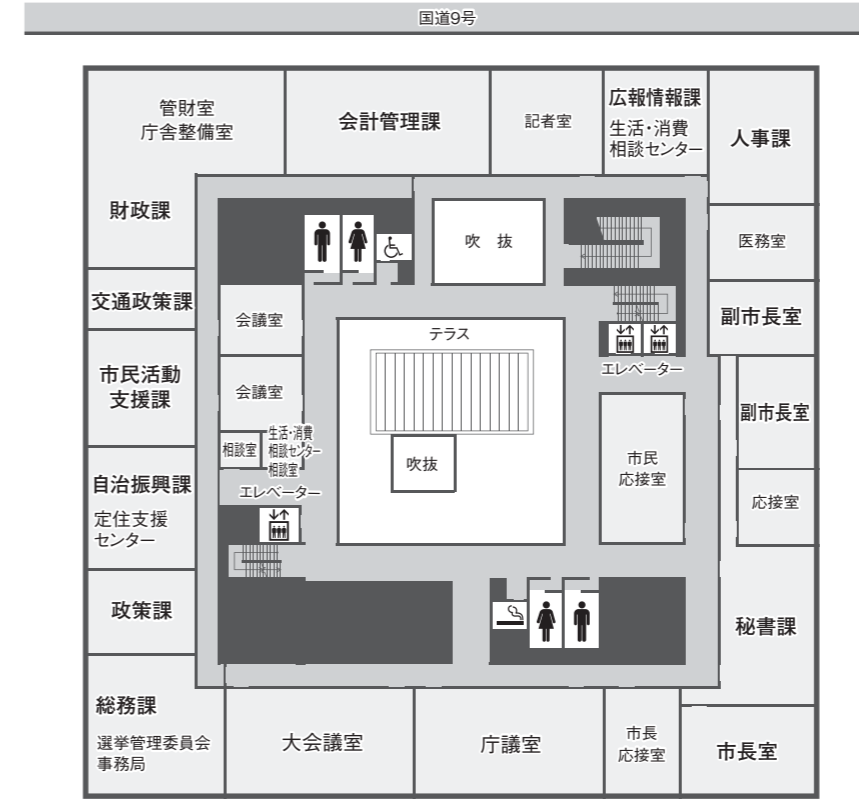 国道9号
管財室
庁舎整備室
会計管理課
記者室
広報情報課
生活・消費
相談センター
人事課
財政課
吹 抜
医務室
交通政策課
会議室
副市長室
テラス
エレベーター
市民活動
支援課
会議室
副市長室
相談室
生活・消費
相談センター
相談室
吹抜
市民
応接室
自治振興課
定住支援
センター
エレベーター
応接室
政策課
秘書課
総務課
選挙管理委員会
事務局
大会議室
庁議室
市長
応接室
市長室